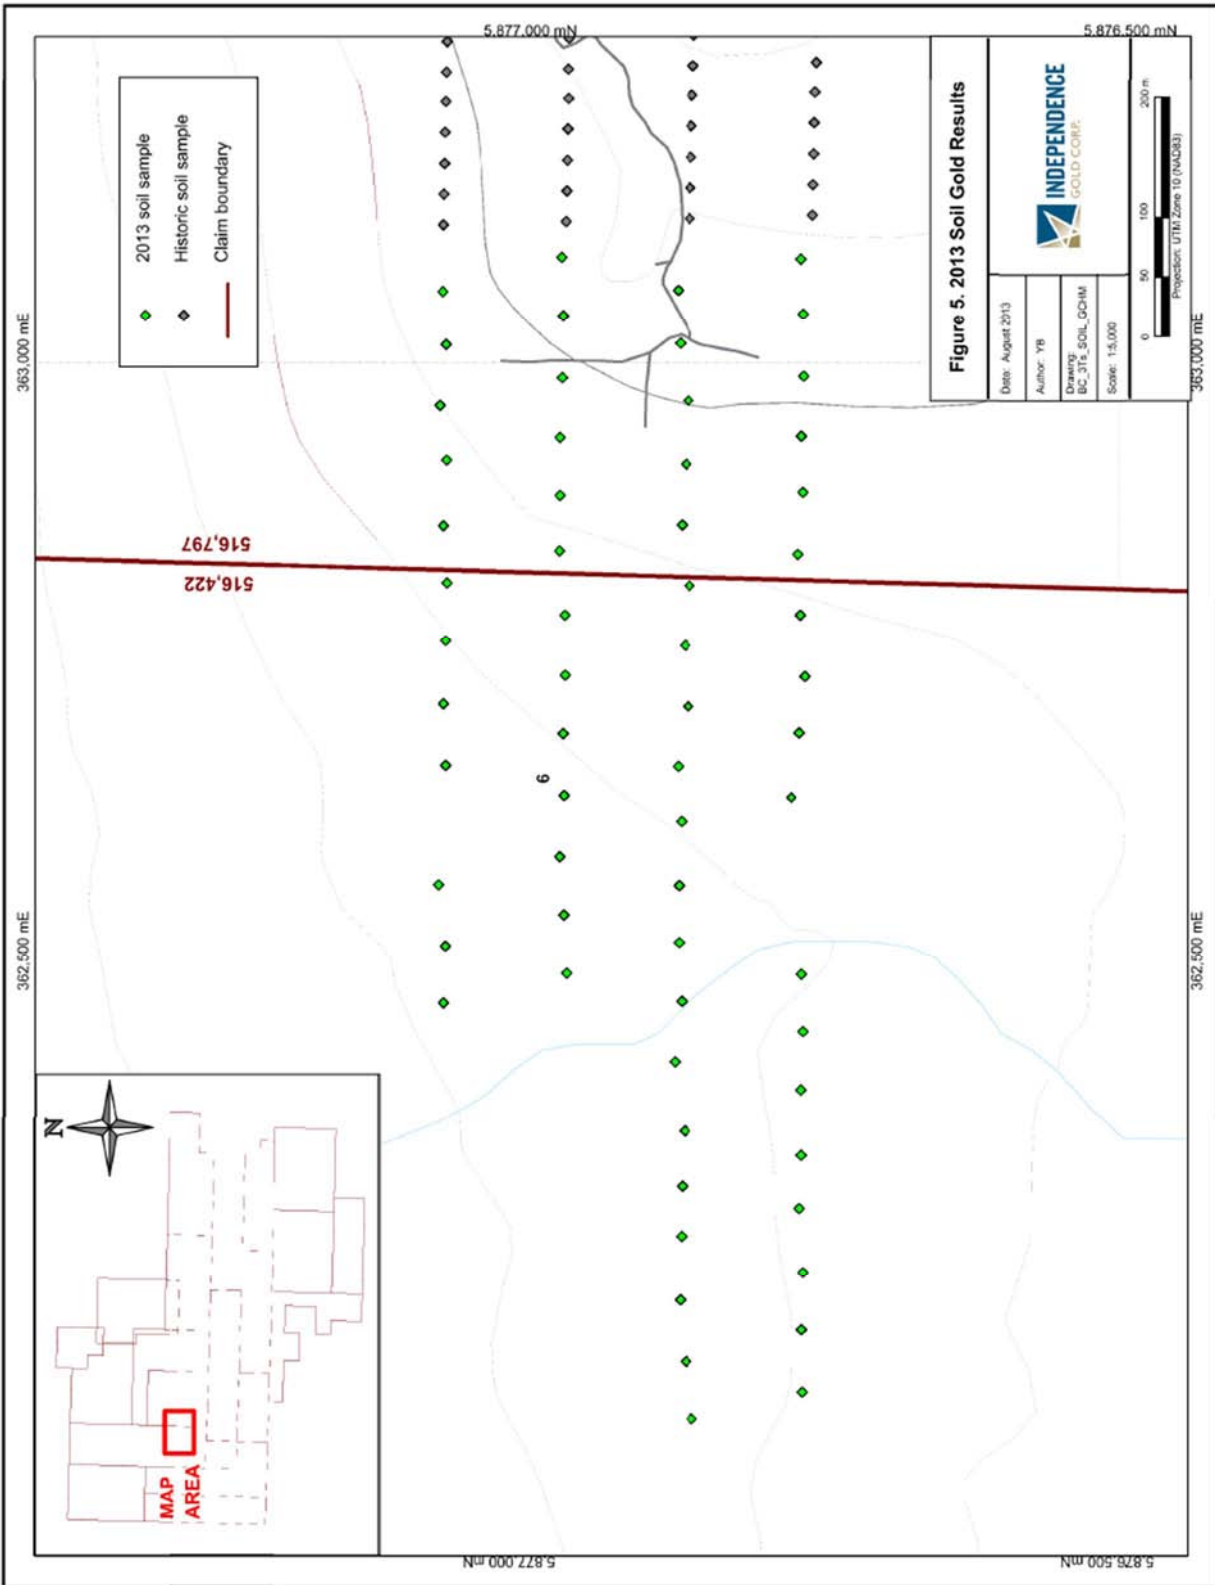 5,877,000 mN
5,876,500 mN
2013 soil sample
Historic soil sample
Claim boundary
363,000 mE
362,500 mE
516,797
516,422
6
N
MAP
AREA
Figure 5. 2013 Soil Gold Results
INDEPENDENCE
GOLD CORP.
Date: August 2013
Author: YB
Drawing:
BC_3Ts_SOIL_GCHM
Scale: 1:5,000
0 50 100 200 m
Projection: UTM Zone 10 (NAD83)
363,000 mE
362,500 mE
5,877,000 mN
5,876,500 mN